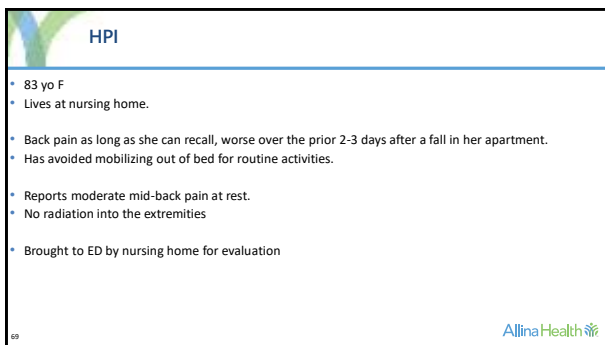 HPI
• 83 yo F
• Lives at nursing home.
• Back pain as long as she can recall, worse over the prior 2-3 days after a fall in her apartment.
• Has avoided mobilizing out of bed for routine activities.
• Reports moderate mid-back pain at rest.
• No radiation into the extremities
• Brought to ED by nursing home for evaluation
69
Allina Health